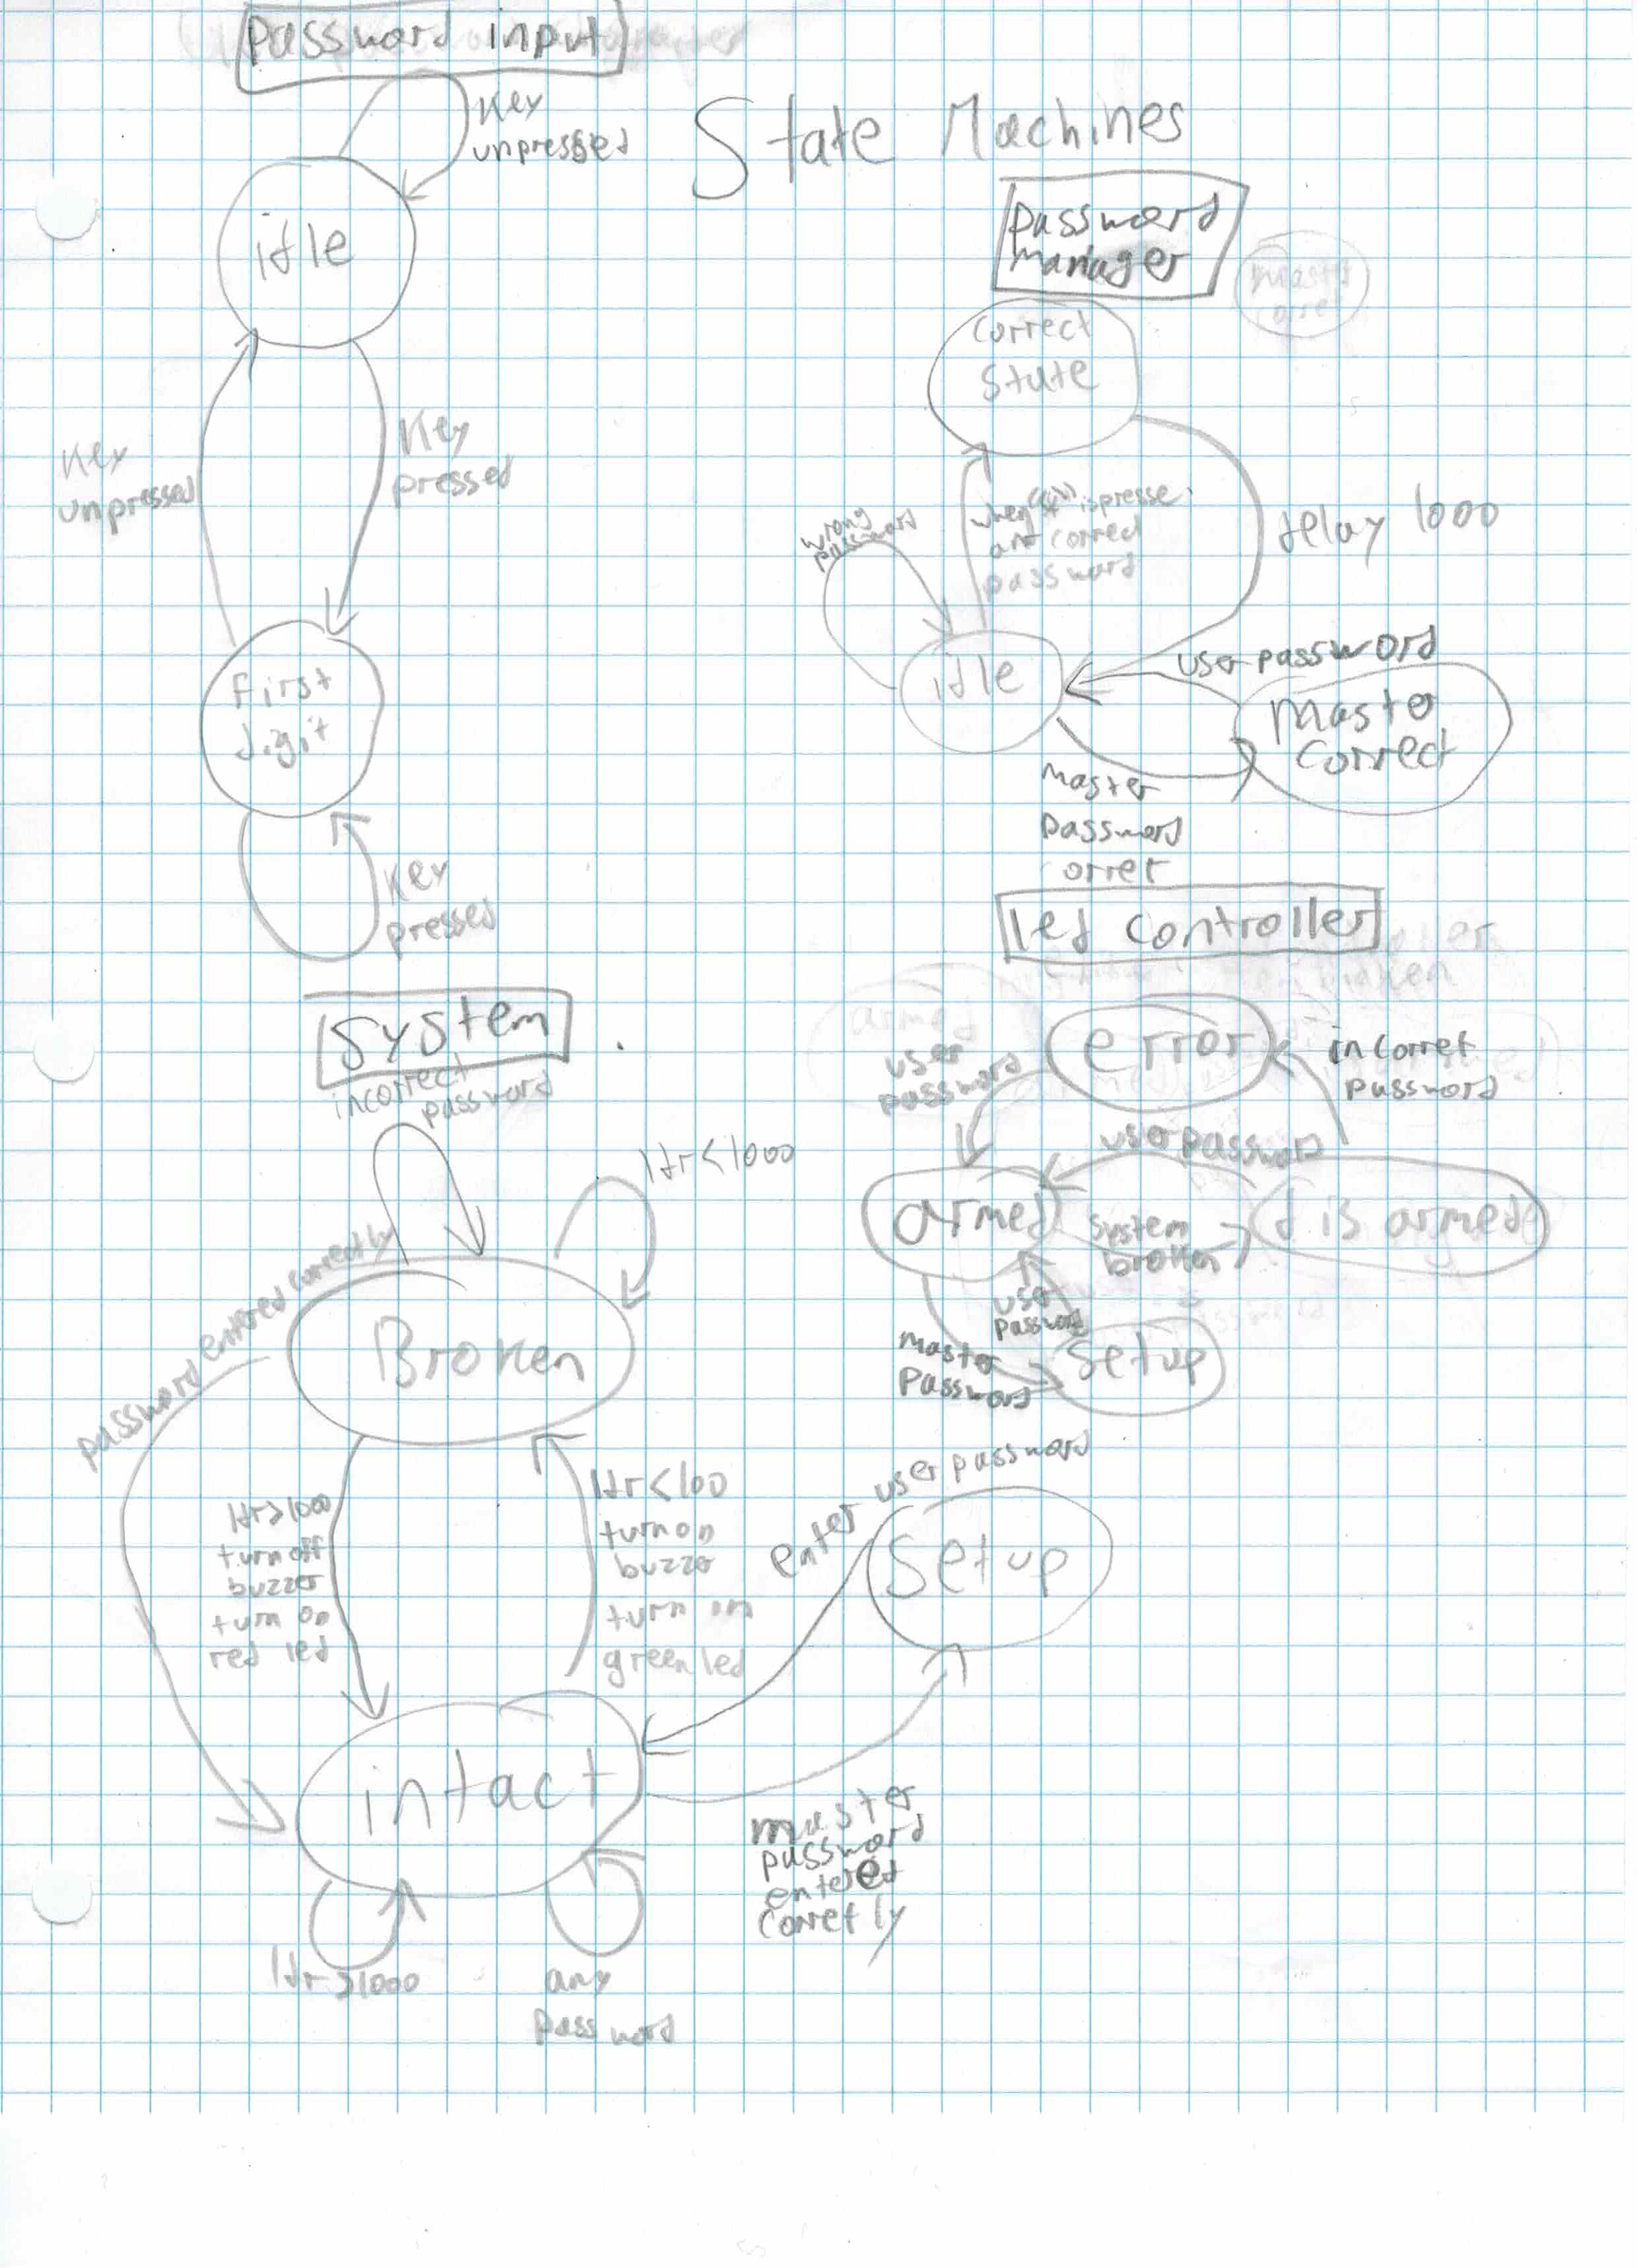 password input
Key
unpressed
State Machines
idle
Key
unpressed
Key
pressed
First
digit
Key
pressed
password
manager
Correct
State
wrong
password
and correct
password
delay 1000
idle
user password
Master
Correct
Master
password
orret
led controller
error
incorret
password
user
password
user password
armed
system
broken
disarmed
user
password
Master
Password
Setup
System
incorrect
password
ldr<1000
password entered correctly
Broken
ldr>1000
turn off
buzzer
turn on
red led
ldr<100
turn on
buzzer
turn on
green led
enter user password
Setup
intact
master
password
entered
corretly
ldr>1000
any
password